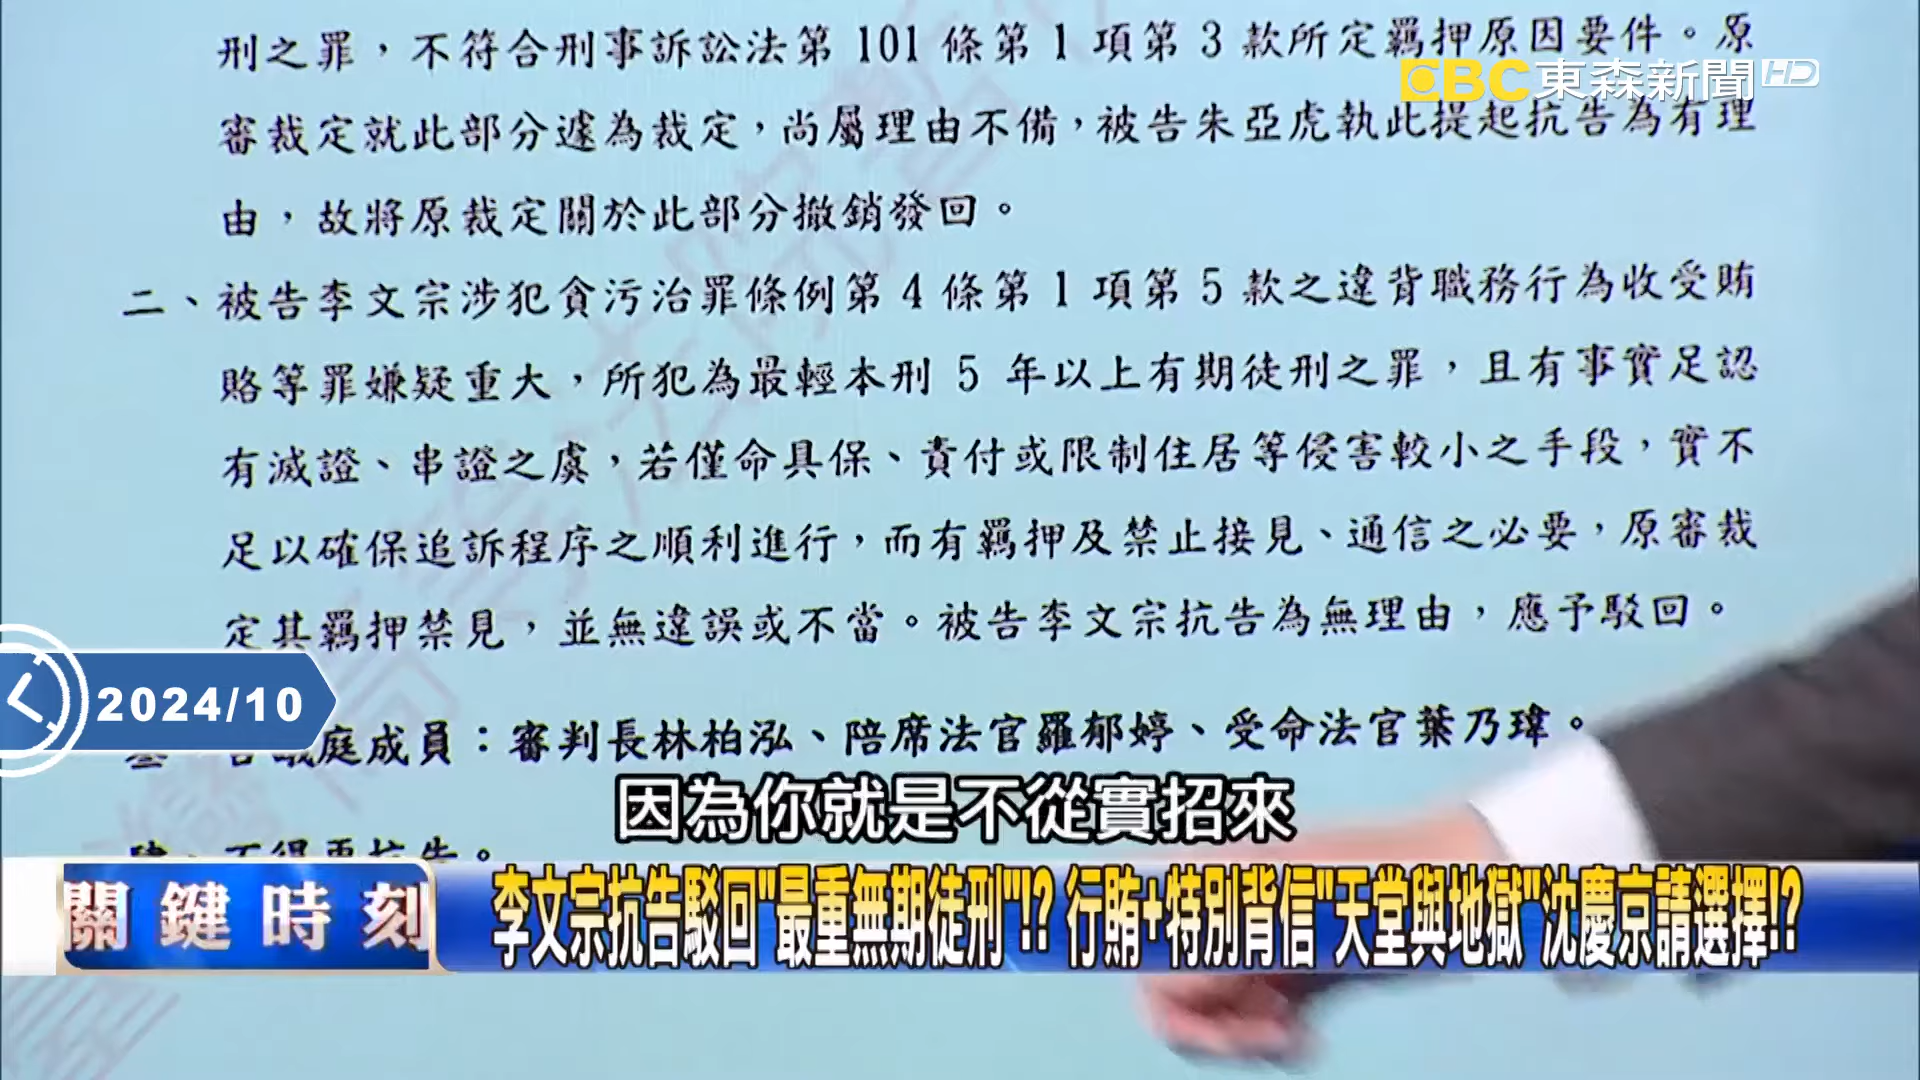 刑之罪，不符合刑事訴訟法第 101 條第 1 項第 3 款所定羈押原因要件。原
EBC 東森新聞 HD
審裁定就此部分遽為裁定，尚屬理由不備，被告朱亞虎執此提起抗告為有理
由，故將原裁定關於此部分撤銷發回。
二、被告李文宗涉犯貪污治罪條例第 4 條第 1 項第 5 款之違背職務行為收受賄
賂等罪嫌疑重大，所犯為最輕本刑 5 年以上有期徒刑之罪，且有事實足認
有滅證、串證之虞，若僅命具保、責付或限制住居等侵害較小之手段，實不
足以確保追訴程序之順利進行，而有羈押及禁止接見、通信之必要，原審裁
定其羈押禁見，並無違誤或不當。被告李文宗抗告為無理由，應予駁回。
2024/10
庭成員：審判長林柏泓、陪席法官羅郁婷、受命法官葉乃瑋。
因為你就是不從實招來
不得再抗告。
關鍵時刻
李文宗抗告駁回"最重無期徒刑"!? 行賄+特別背信"天堂與地獄"沈慶京請選擇!?